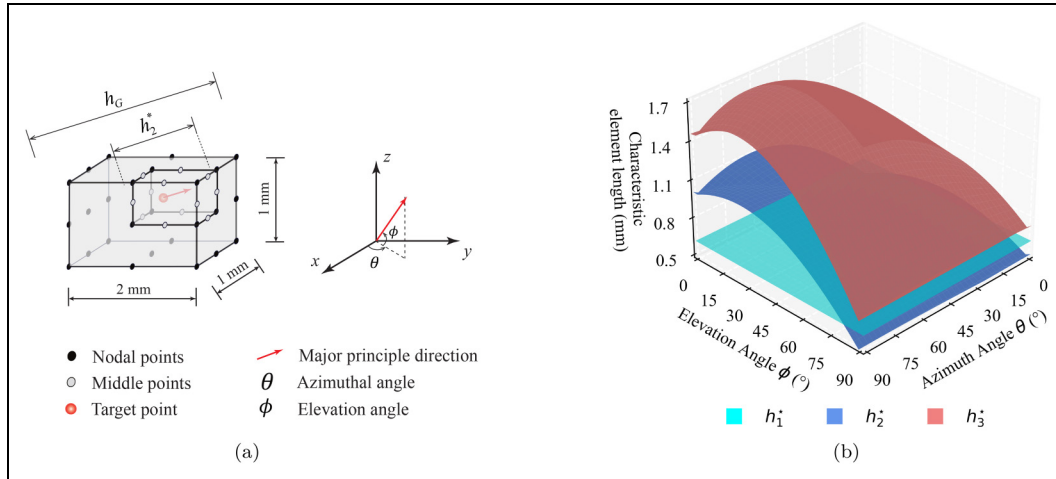 h_G
h_2^*
1 mm
1 mm
2 mm
z
y
x
ϕ
θ
Nodal points
Middle points
Target point
Major principle direction
θ Azimuthal angle
ϕ Elevation angle
(a)
Characteristic
element length (mm)
1.7
1.4
1.1
0.8
0.5
0
15
30
45
60
75
90
Elevation Angle ϕ (°)
0
15
30
45
60
75
90
Azimuth Angle θ (°)
h_1^*
h_2^*
h_3^*
(b)